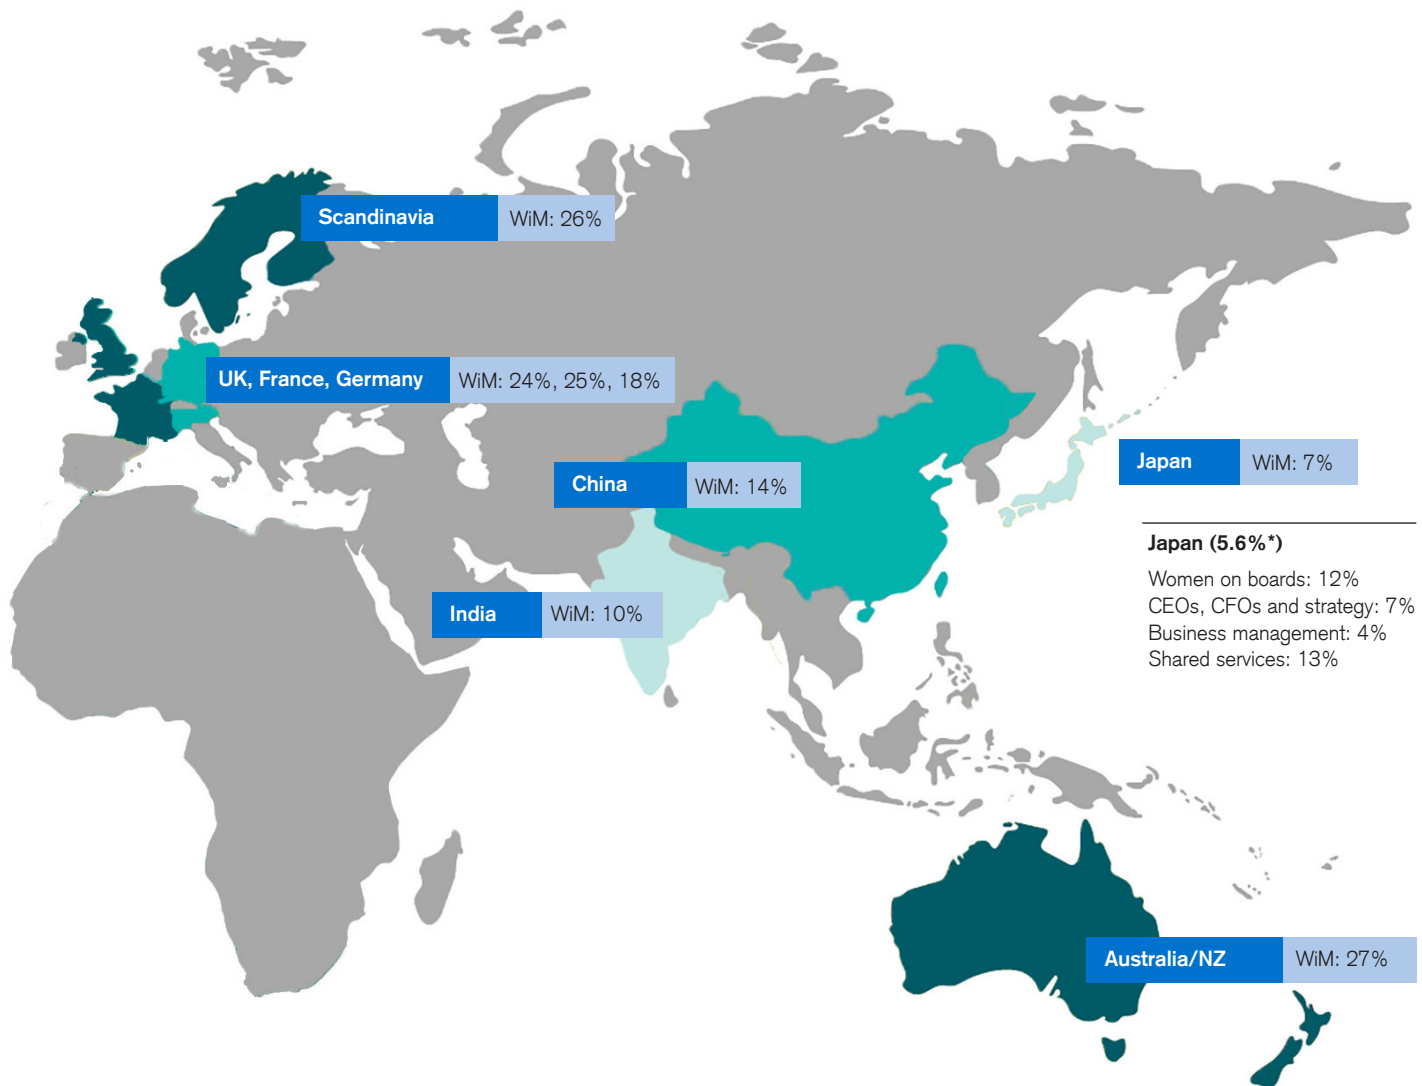 Scandinavia WiM: 26%
UK, France, Germany WiM: 24%, 25%, 18%
Japan WiM: 7%
China WiM: 14%
Japan (5.6%*)
Women on boards: 12%
CEOs, CFOs and strategy: 7%
Business management: 4%
Shared services: 13%
India WiM: 10%
Australia/NZ WiM: 27%